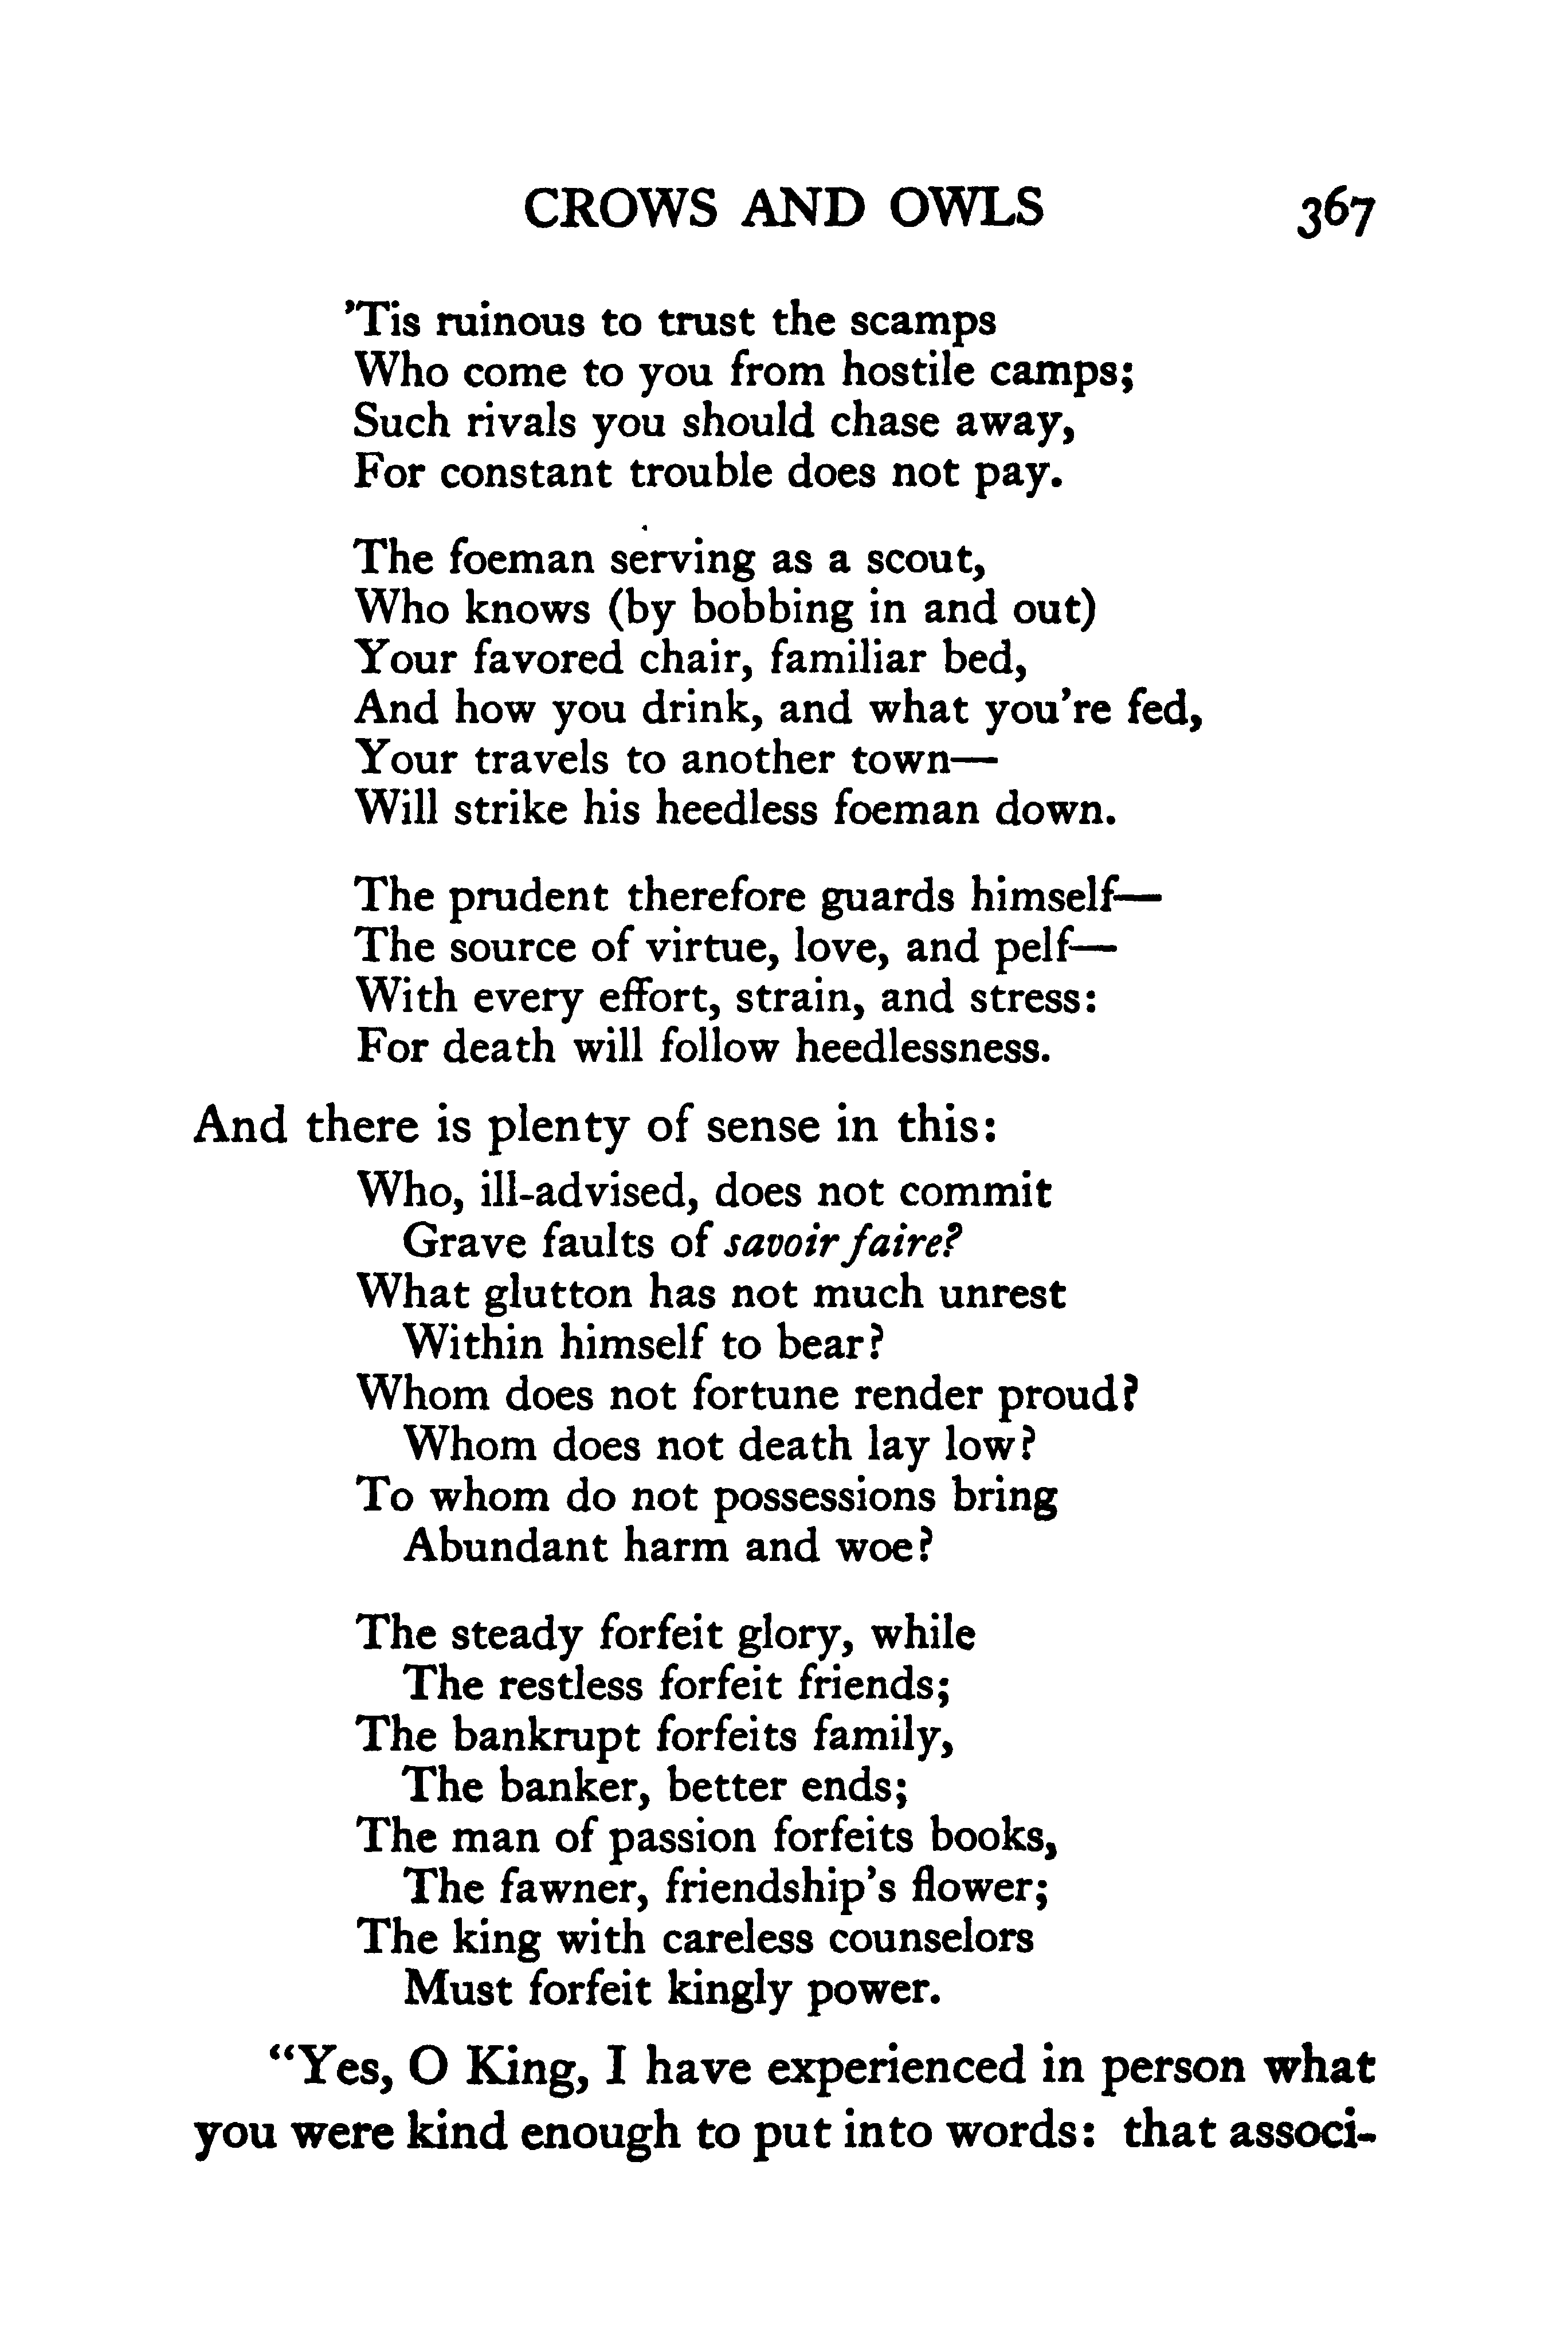 CROWS AND OWLS 367
’Tis ruinous to trust the scamps
Who come to you from hostile camps;
Such rivals you should chase away,
For constant trouble does not pay.
The foeman serving as a scout,
Who knows (by bobbing in and out)
Your favored chair, familiar bed,
And how you drink, and what you’re fed,
Your travels to another town—
Will strike his heedless foeman down.
The prudent therefore guards himself—
The source of virtue, love, and pelf—
With every effort, strain, and stress:
For death will follow heedlessness.
And there is plenty of sense in this:
Who, ill-advised, does not commit
Grave faults of savoir faire?
What glutton has not much unrest
Within himself to bear?
Whom does not fortune render proud?
Whom does not death lay low?
To whom do not possessions bring
Abundant harm and woe?
The steady forfeit glory, while
The restless forfeit friends;
The bankrupt forfeits family,
The banker, better ends;
The man of passion forfeits books,
The fawner, friendship’s flower;
The king with careless counselors
Must forfeit kingly power.
“Yes, O King, I have experienced in person what
you were kind enough to put into words: that associ-